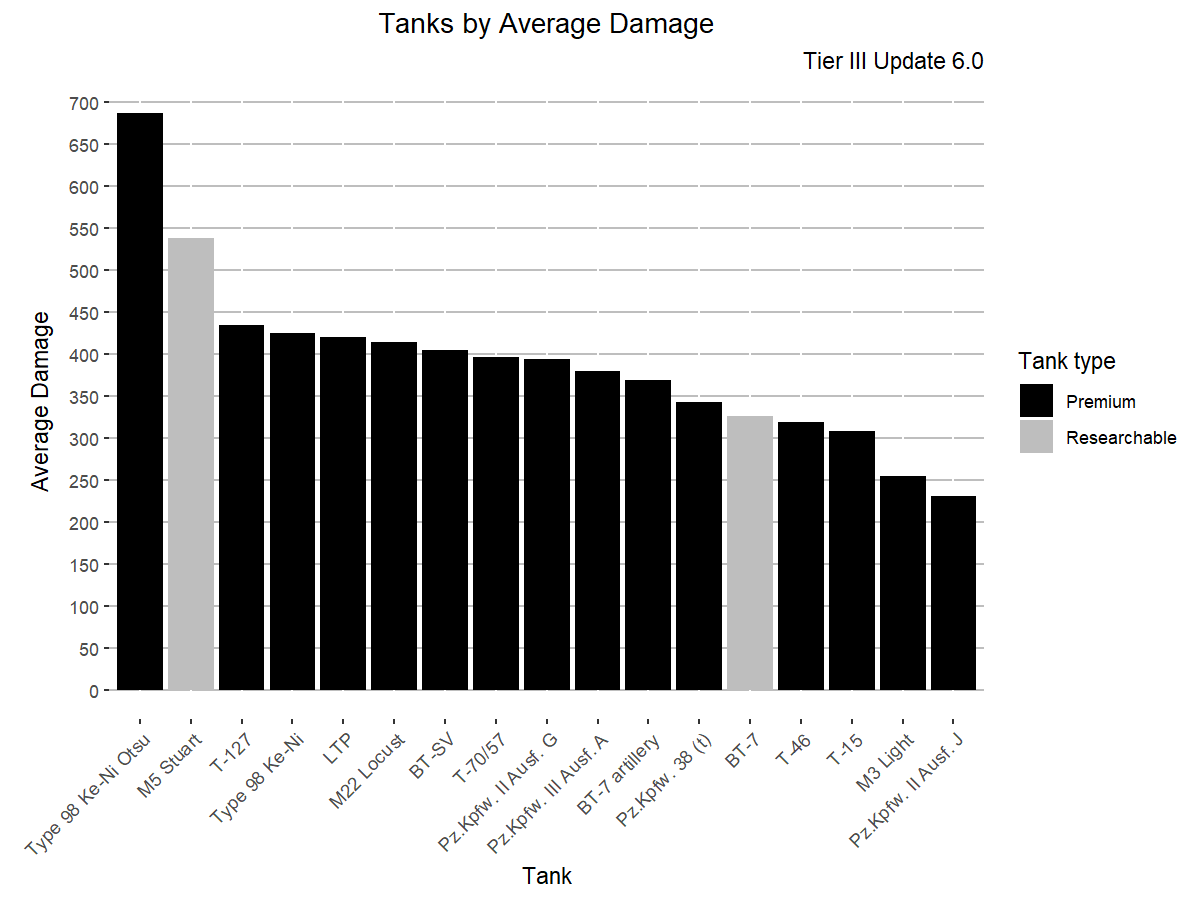 Tanks by Average Damage
Tier III Update 6.0
Average Damage
700
650
600
550
500
450
400
350
300
250
200
150
100
50
0
Type 98 Ke-Ni Otsu
M5 Stuart
T-127
Type 98 Ke-Ni
LTP
M22 Locust
BT-SV
T-70/57
Pz.Kpfw. II Ausf. G
Pz.Kpfw. III Ausf. A
BT-7 artillery
Pz.Kpfw. 38 (t)
BT-7
T-46
T-15
M3 Light
Pz.Kpfw. II Ausf. J
Tank
Tank type
Premium
Researchable